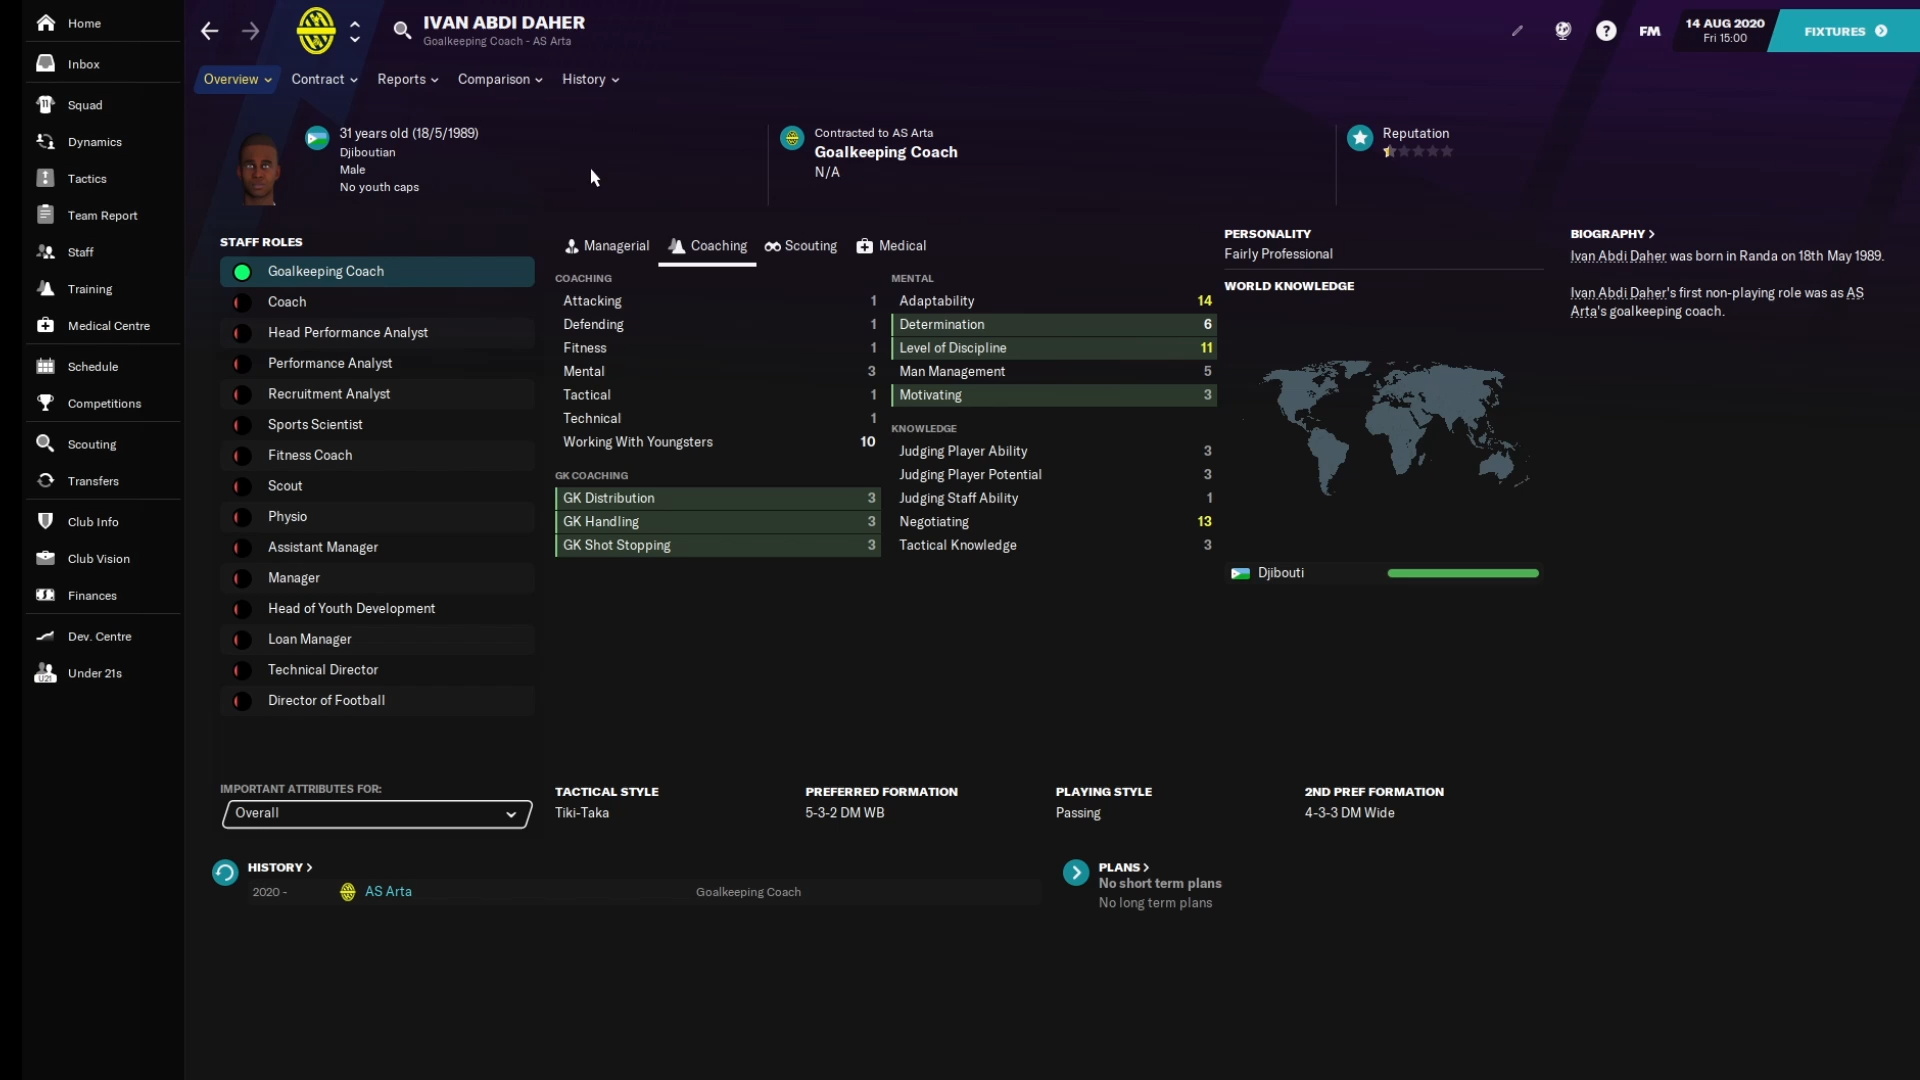 Home
Inbox
Squad
Dynamics
Tactics
Team Report
Staff
Training
Medical Centre
Schedule
Competitions
Scouting
Transfers
Club Info
Club Vision
Finances
Dev. Centre
Under 21s
IVAN ABDI DAHER
Goalkeeping Coach - AS Arta
FM
14 AUG 2020
Fri 15:00
FIXTURES
Overview
Contract
Reports
Comparison
History
31 years old (18/5/1989)
Djiboutian
Male
No youth caps
Contracted to AS Arta
Goalkeeping Coach
N/A
Reputation
STAFF ROLES
Goalkeeping Coach
Coach
Head Performance Analyst
Performance Analyst
Recruitment Analyst
Sports Scientist
Fitness Coach
Scout
Physio
Assistant Manager
Manager
Head of Youth Development
Loan Manager
Technical Director
Director of Football
IMPORTANT ATTRIBUTES FOR:
Overall
Managerial
Coaching
Scouting
Medical
COACHING
Attacking 1
Defending 1
Fitness 1
Mental 3
Tactical 1
Technical 1
Working With Youngsters 10
GK COACHING
GK Distribution 3
GK Handling 3
GK Shot Stopping 3
MENTAL
Adaptability 14
Determination 6
Level of Discipline 11
Man Management 5
Motivating 3
KNOWLEDGE
Judging Player Ability 3
Judging Player Potential 3
Judging Staff Ability 1
Negotiating 13
Tactical Knowledge 3
PERSONALITY
Fairly Professional
WORLD KNOWLEDGE
Djibouti
BIOGRAPHY >
Ivan Abdi Daher was born in Randa on 18th May 1989.
Ivan Abdi Daher's first non-playing role was as AS
Arta's goalkeeping coach.
TACTICAL STYLE
Tiki-Taka
PREFERRED FORMATION
5-3-2 DM WB
PLAYING STYLE
Passing
2ND PREF FORMATION
4-3-3 DM Wide
HISTORY >
2020 - AS Arta Goalkeeping Coach
PLANS >
No short term plans
No long term plans